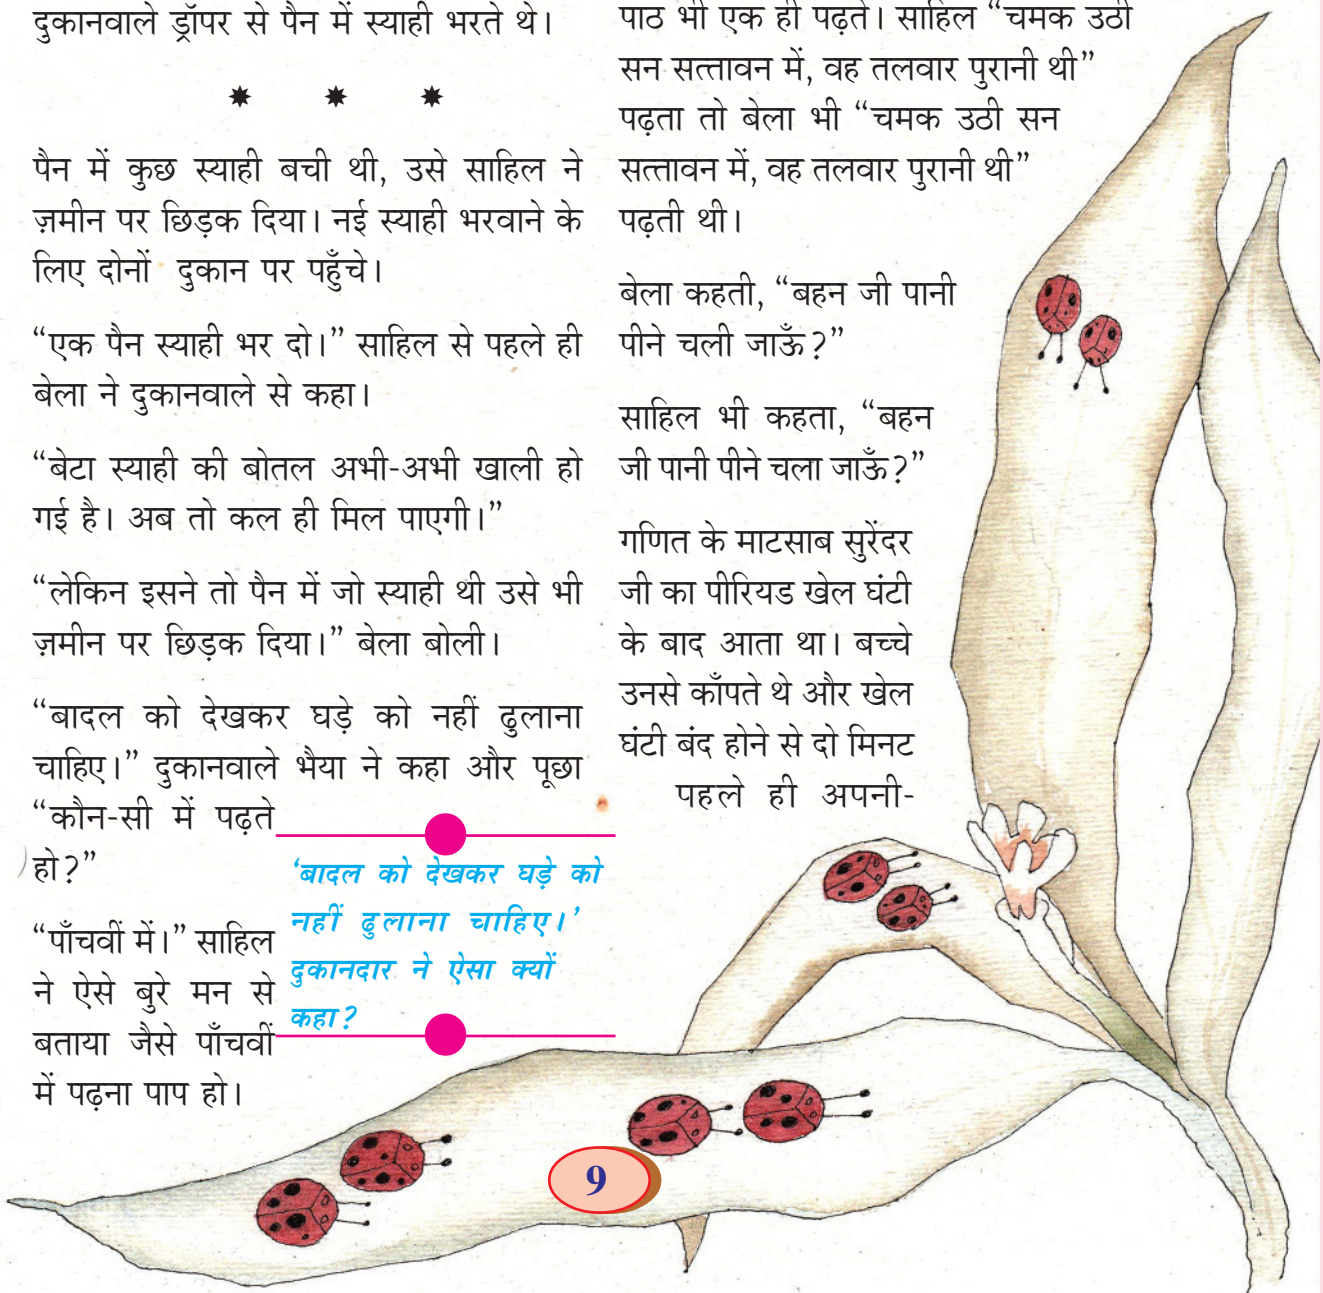 दुकानवाले ड्रॉपर से पैन में स्याही भरते थे।
पैन में कुछ स्याही बची थी, उसे साहिल ने
ज़मीन पर छिड़क दिया। नई स्याही भरवाने के
लिए दोनों दुकान पर पहुँचे।
“एक पैन स्याही भर दो।” साहिल से पहले ही
बेला ने दुकानवाले से कहा।
“बेटा स्याही की बोतल अभी-अभी खाली हो
गई है। अब तो कल ही मिल पाएगी।”
“लेकिन इसने तो पैन में जो स्याही थी उसे भी
ज़मीन पर छिड़क दिया।” बेला बोली।
“बादल को देखकर घड़े को नहीं ढुलाना
चाहिए।” दुकानवाले भैया ने कहा और पूछा
“कौन-सी में पढ़ते
हो?”
“पाँचवीं में।” साहिल
ने ऐसे बुरे मन से
बताया जैसे पाँचवीं
में पढ़ना पाप हो।
‘बादल को देखकर घड़े को
नहीं ढुलाना चाहिए।’
दुकानदार ने ऐसा क्यों
कहा?
पाठ भी एक ही पढ़ते। साहिल “चमक उठी
सन सत्तावन में, वह तलवार पुरानी थी”
पढ़ता तो बेला भी “चमक उठी सन
सत्तावन में, वह तलवार पुरानी थी”
पढ़ती थी।
बेला कहती, “बहन जी पानी
पीने चली जाऊँ?”
साहिल भी कहता, “बहन
जी पानी पीने चला जाऊँ?”
गणित के माटसाब सुरेंदर
जी का पीरियड खेल घंटी
के बाद आता था। बच्चे
उनसे काँपते थे और खेल
घंटी बंद होने से दो मिनट
पहले ही अपनी-
9